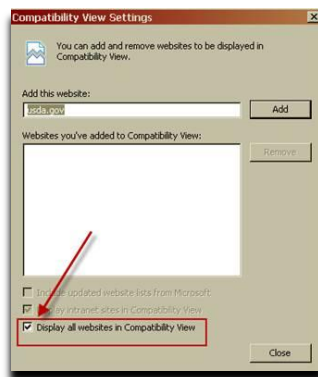 Compatibility View Settings
You can add and remove websites to be displayed in
Compatibility View.
Add this website:
usda.gov
Add
Websites you've added to Compatibility View:
Remove
Include updated website lists from Microsoft
Display intranet sites in Compatibility View
Display all websites in Compatibility View
Close